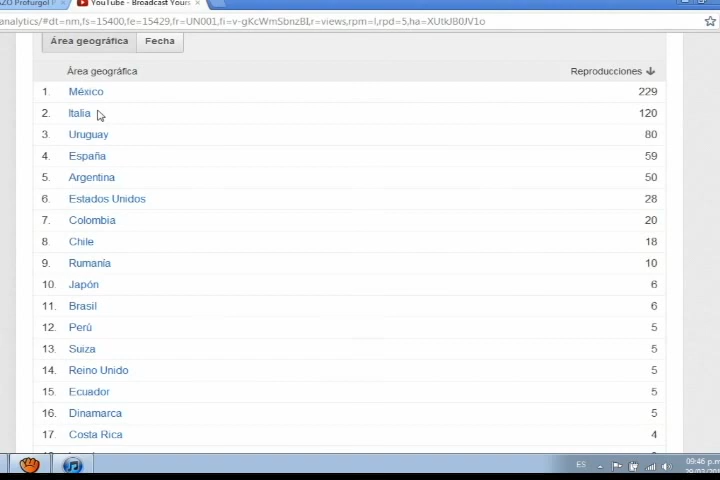 AZO Profurgol P
YouTube - Broadcast Yours
analytics/#dt=nm,fs=15400,fe=15429,fr=UN001,fi=v-gKcWmSbnzBI,r=views,rpm=l,rpd=5,ha=XUtkJB0JV1o
Área geográfica Fecha
Área geográfica Reproducciones
1. México 229
2. Italia 120
3. Uruguay 80
4. España 59
5. Argentina 50
6. Estados Unidos 28
7. Colombia 20
8. Chile 18
9. Rumanía 10
10. Japón 6
11. Brasil 6
12. Perú 5
13. Suiza 5
14. Reino Unido 5
15. Ecuador 5
16. Dinamarca 5
17. Costa Rica 4
ES 09:46 p.m